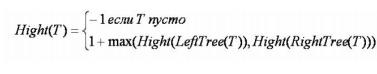 Hight(T) = { -1 если T пусто
1 + max(Hight(LeftTree(T)), Hight(RightTree(T)))